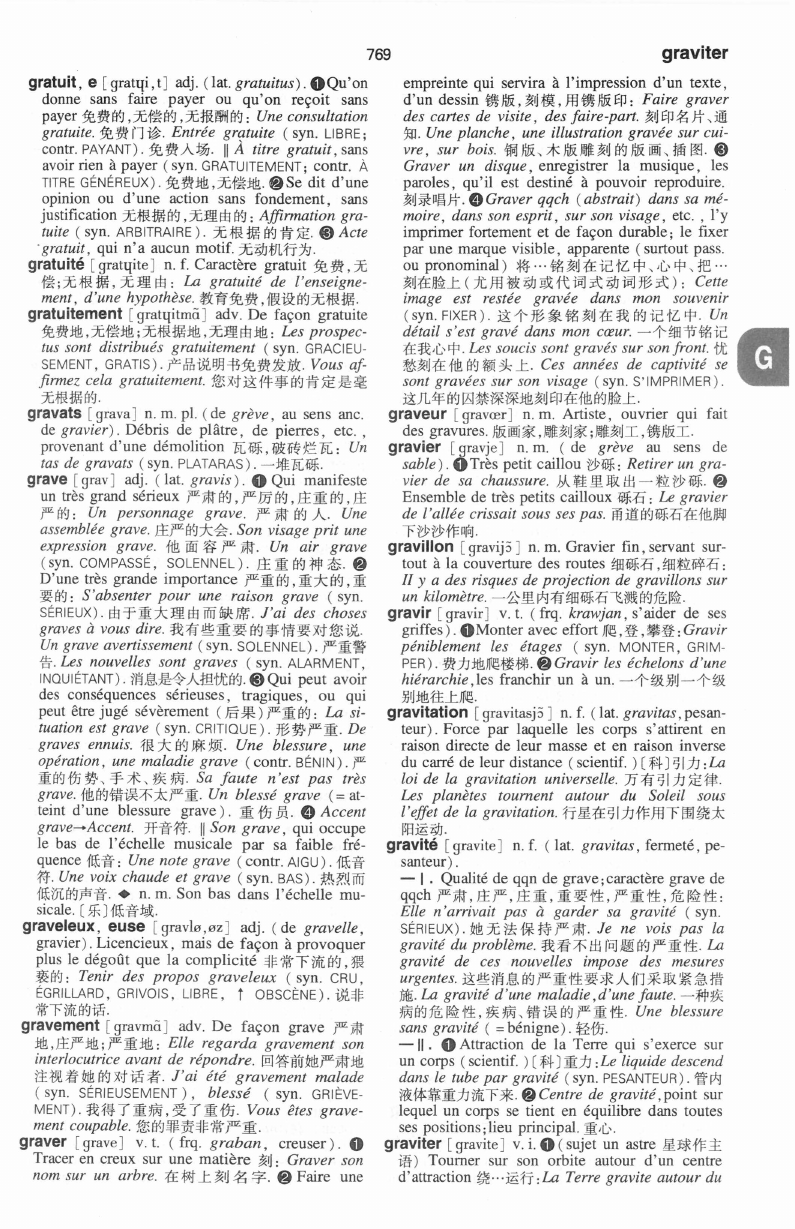 769
graviter
gratuit, e [gratɥi,t] adj. (lat. gratuitus). ❶Qu'on
donne sans faire payer ou qu'on reçoit sans
payer 免费的,无偿的,无报酬的: Une consultation
gratuite. 免费门诊. Entrée gratuite (syn. LIBRE;
contr. PAYANT). 免费入场. ‖ À titre gratuit, sans
avoir rien à payer (syn. GRATUITEMENT; contr. À
TITRE GÉNÉREUX). 免费地,无偿地. ❷Se dit d'une
opinion ou d'une action sans fondement, sans
justification 无根据的,无理由的: Affirmation gra-
tuite (syn. ARBITRAIRE). 无根据的肯定. ❸ Acte
gratuit, qui n'a aucun motif. 无动机行为.
gratuité [gratɥite] n. f. Caractère gratuit 免费,无
偿;无根据,无理由: La gratuité de l'enseigne-
ment, d'une hypothèse. 教育免费,假设的无根据.
gratuitement [gratɥitmɑ̃] adv. De façon gratuite
免费地,无偿地;无根据地,无理由地: Les prospec-
tus sont distribués gratuitement (syn. GRACIEU-
SEMENT, GRATIS). 产品说明书免费发放. Vous af-
firmez cela gratuitement. 您对这件事的肯定是毫
无根据的.
gravats [grava] n. m. pl. (de grève, au sens anc.
de gravier). Débris de plâtre, de pierres, etc.,
provenant d'une démolition 瓦砾,破砖烂瓦: Un
tas de gravats (syn. PLATARAS). 一堆瓦砾.
grave [grav] adj. (lat. gravis). ❶ Qui manifeste
un très grand sérieux 严肃的,严厉的,庄重的,庄
严的: Un personnage grave. 严肃的人. Une
assemblée grave. 庄严的大会. Son visage prit une
expression grave. 他面容严肃. Un air grave
(syn. COMPASSÉ, SOLENNEL). 庄重的神态. ❷
D'une très grande importance 严重的,重大的,重
要的: S'absenter pour une raison grave (syn.
SÉRIEUX). 由于重大理由而缺席. J'ai des choses
graves à vous dire. 我有些重要的事情要对您说.
Un grave avertissement (syn. SOLENNEL). 严重警
告. Les nouvelles sont graves (syn. ALARMENT,
INQUIÉTANT). 消息是令人担忧的. ❸Qui peut avoir
des conséquences sérieuses, tragiques, ou qui
peut être jugé sévèrement (后果)严重的: La si-
tuation est grave (syn. CRITIQUE). 形势严重. De
graves ennuis. 很大的麻烦. Une blessure, une
opération, une maladie grave (contr. BÉNIN). 严
重的伤势、手术、疾病. Sa faute n'est pas très
grave. 他的错误不太严重. Un blessé grave (= at-
teint d'une blessure grave). 重伤员. ❹ Accent
grave→Accent. 开音符. ‖ Son grave, qui occupe
le bas de l'échelle musicale par sa faible fré-
quence 低音: Une note grave (contr. AIGU). 低音
符. Une voix chaude et grave (syn. BAS). 热烈而
低沉的声音. ◆ n. m. Son bas dans l'échelle mu-
sicale. [乐]低音域.
graveleux, euse [gravlø,øz] adj. (de gravelle,
gravier). Licencieux, mais de façon à provoquer
plus le dégoût que la complicité 非常下流的,猥
亵的: Tenir des propos graveleux (syn. CRU,
ÉGRILLARD, GRIVOIS, LIBRE, ↑ OBSCÈNE). 说非
常下流的话.
gravement [gravmɑ̃] adv. De façon grave 严肃
地,庄严地;严重地: Elle regarda gravement son
interlocutrice avant de répondre. 回答前她严肃地
注视着她的对话者. J'ai été gravement malade
(syn. SÉRIEUSEMENT), blessé (syn. GRIÈVE-
MENT). 我得了重病,受了重伤. Vous êtes grave-
ment coupable. 您的罪责非常严重.
graver [grave] v. t. (frq. graban, creuser). ❶
Tracer en creux sur une matière 刻: Graver son
nom sur un arbre. 在树上刻名字. ❷ Faire une
empreinte qui servira à l'impression d'un texte,
d'un dessin 镌版,刻模,用镌版印: Faire graver
des cartes de visite, des faire-part. 刻印名片、通
知. Une planche, une illustration gravée sur cui-
vre, sur bois. 铜版、木版雕刻的版画、插图. ❸
Graver un disque, enregistrer la musique, les
paroles, qu'il est destiné à pouvoir reproduire.
刻录唱片. ❹Graver qqch (abstrait) dans sa mé-
moire, dans son esprit, sur son visage, etc., l'y
imprimer fortement et de façon durable; le fixer
par une marque visible, apparente (surtout pass.
ou pronominal) 将…铭刻在记忆中、心中、把…
刻在脸上(尤用被动或代词式动词形式): Cette
image est restée gravée dans mon souvenir
(syn. FIXER). 这个形象铭刻在我的记忆中. Un
détail s'est gravé dans mon cœur. 一个细节铭记
在我心中. Les soucis sont gravés sur son front. 忧
愁刻在他的额头上. Ces années de captivité se
sont gravées sur son visage (syn. S'IMPRIMER).
这几年的囚禁深深地刻印在他的脸上.
graveur [gravœr] n. m. Artiste, ouvrier qui fait
des gravures. 版画家,雕刻家;雕刻工,镌版工.
gravier [gravje] n. m. (de grève au sens de
sable). ❶Très petit caillou 沙砾: Retirer un gra-
vier de sa chaussure. 从鞋里取出一粒沙砾. ❷
Ensemble de très petits cailloux 砾石: Le gravier
de l'allée crissait sous ses pas. 甬道的砾石在他脚
下沙沙作响.
gravillon [gravijɔ̃] n. m. Gravier fin, servant sur-
tout à la couverture des routes 细砾石,细粒碎石:
Il y a des risques de projection de gravillons sur
un kilomètre. 一公里内有细砾石飞溅的危险.
gravir [gravir] v. t. (frq. krawjan, s'aider de ses
griffes). ❶Monter avec effort 爬,登,攀登:Gravir
péniblement les étages (syn. MONTER, GRIM-
PER). 费力地爬楼梯. ❷Gravir les échelons d'une
hiérarchie,les franchir un à un. 一个级别一个级
别地往上爬.
gravitation [gravitasjɔ̃] n. f. (lat. gravitas, pesan-
teur). Force par laquelle les corps s'attirent en
raison directe de leur masse et en raison inverse
du carré de leur distance (scientif. ) [科]引力:La
loi de la gravitation universelle. 万有引力定律.
Les planètes tournent autour du Soleil sous
l'effet de la gravitation. 行星在引力作用下围绕太
阳运动.
gravité [gravite] n. f. ( lat. gravitas, fermeté, pe-
santeur).
— I. Qualité de qqn de grave;caractère grave de
qqch 严肃,庄严,庄重,重要性,严重性,危险性:
Elle n'arrivait pas à garder sa gravité (syn.
SÉRIEUX). 她无法保持严肃. Je ne vois pas la
gravité du problème. 我看不出问题的严重性. La
gravité de ces nouvelles impose des mesures
urgentes. 这些消息的严重性要求人们采取紧急措
施. La gravité d'une maladie,d'une faute. 一种疾
病的危险性,疾病、错误的严重性. Une blessure
sans gravité (=bénigne). 轻伤.
— II. ❶ Attraction de la Terre qui s'exerce sur
un corps (scientif. ) [科]重力:Le liquide descend
dans le tube par gravité (syn. PESANTEUR). 管内
液体靠重力流下来. ❷Centre de gravité,point sur
lequel un corps se tient en équilibre dans toutes
ses positions;lieu principal. 重心.
graviter [gravite] v. i. ❶(sujet un astre 星球作主
语) Tourner sur son orbite autour d'un centre
d'attraction 绕…运行:La Terre gravite autour du
G